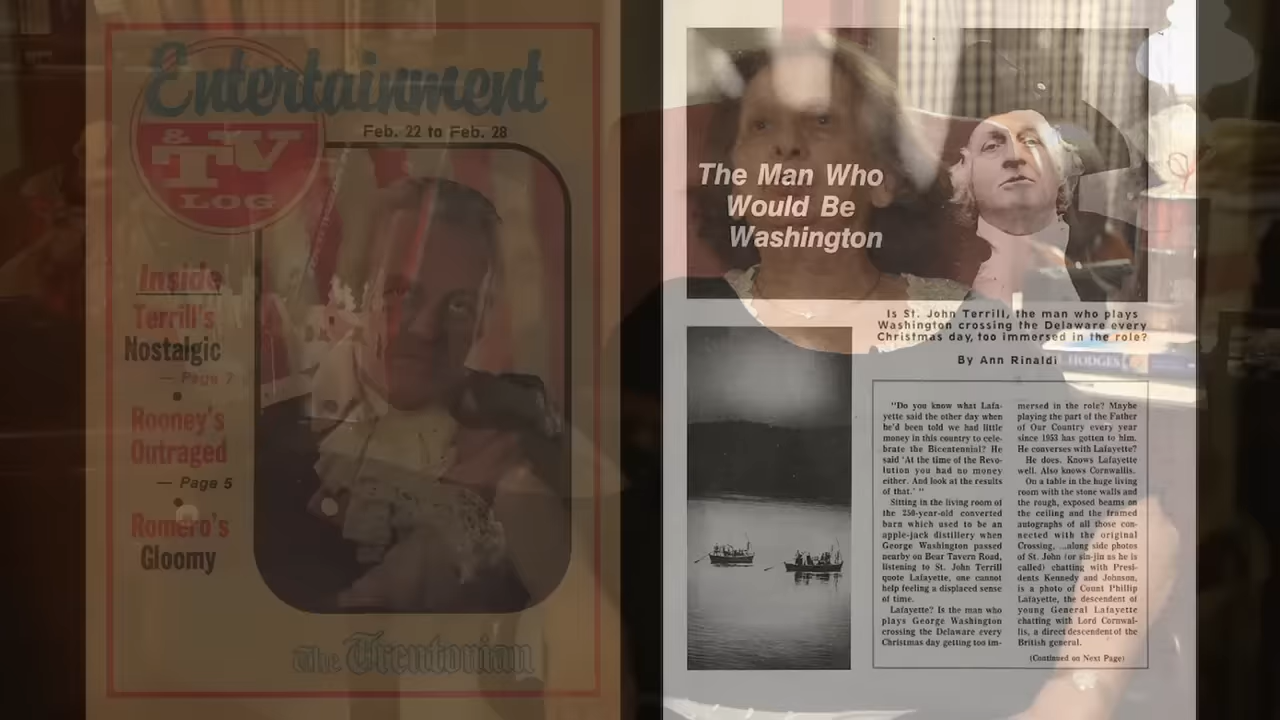 Entertainment
& TV
LOG
Feb. 22 to Feb. 28
Inside
Terrill's
Nostalgic
— Page 7
Rooney's
Outraged
— Page 5
Romero's
Gloomy
The Trentonian
The Man Who
Would Be
Washington
Is St. John Terrill, the man who plays
Washington crossing the Delaware every
Christmas day, too immersed in the role?
By Ann Rinaldi
HODGES
"Do you know what Lafa-
yette said the other day when
he'd been told we had little
money in this country to cele-
brate the Bicentennial? He
said 'At the time of the Revo-
lution you had no money
either. And look at the results
of that.' "
Sitting in the living room of
the 250-year-old converted
barn which used to be an
apple-jack distillery when
George Washington passed
nearby on Bear Tavern Road,
listening to St. John Terrill
quote Lafayette, one cannot
help feeling a displaced sense
of time.
Lafayette? Is the man who
plays George Washington
crossing the Delaware every
Christmas day getting too im-
mersed in the role? Maybe
playing the part of the Father
of Our Country every year
since 1953 has gotten to him.
He converses with Lafayette?
He does. Knows Lafayette
well. Also knows Cornwallis.
On a table in the huge living
room with the stone walls and
the rough, exposed beams on
the ceiling and the framed
autographs of all those con-
nected with the original
Crossing, ...along side photos
of St. John (or sin-jin as he is
called) chatting with Presi-
dents Kennedy and Johnson,
is a photo of Count Phillip
Lafayette, the descendent of
young General Lafayette
chatting with Lord Cornwal-
lis, a direct descendent of the
British general.
(Continued on Next Page)